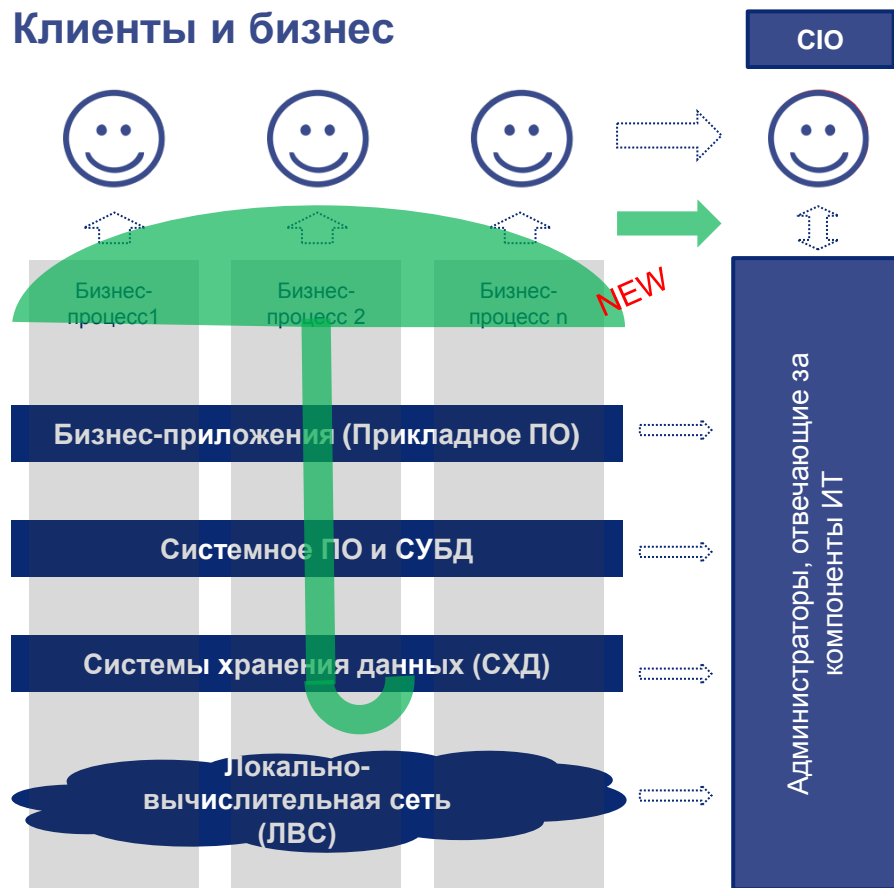 Клиенты и бизнес
CIO
Бизнес-
процесс1
Бизнес-
процесс 2
Бизнес-
процесс n
NEW
Бизнес-приложения (Прикладное ПО)
Системное ПО и СУБД
Системы хранения данных (СХД)
Локально-
вычислительная сеть
(ЛВС)
Администраторы, отвечающие за
компоненты ИТ